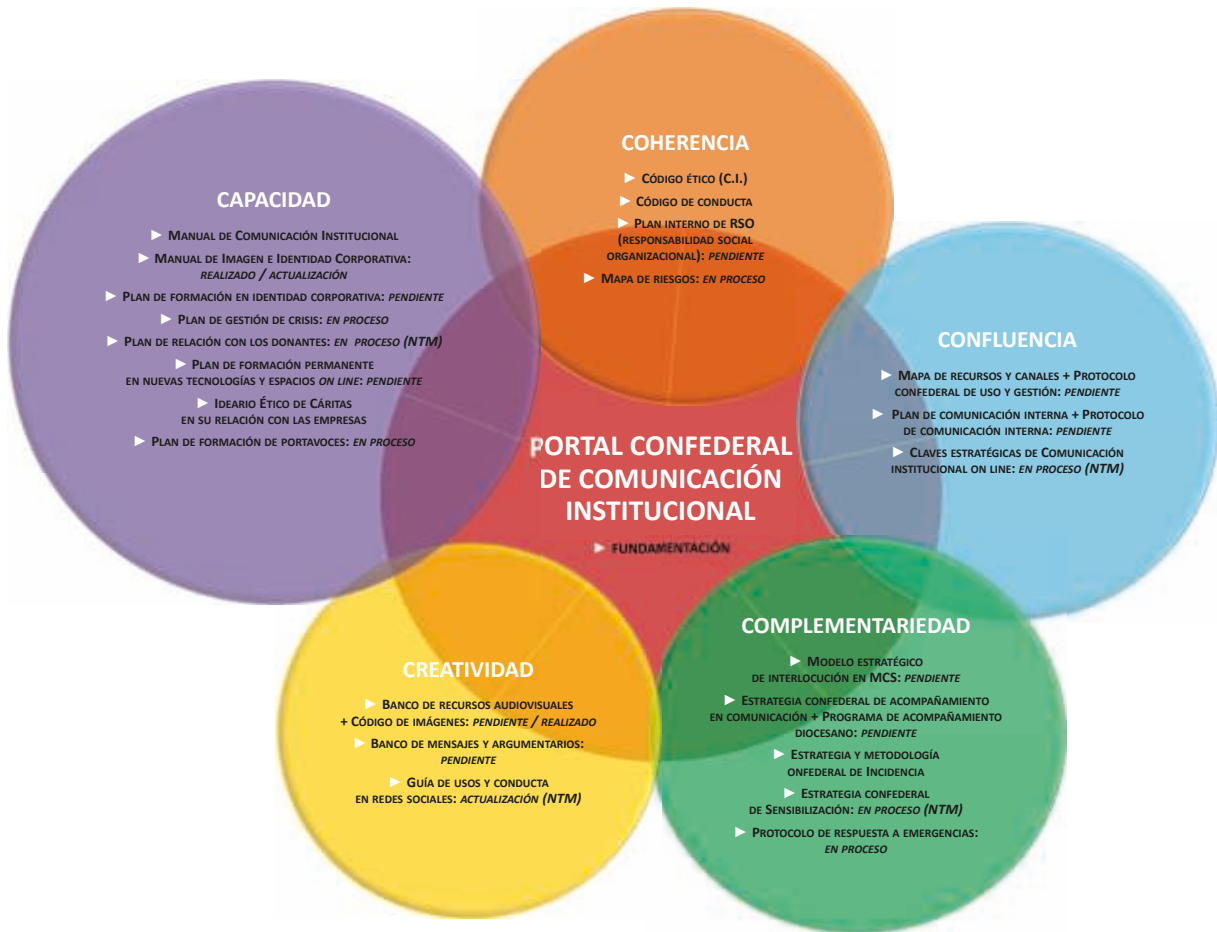 COHERENCIA
► Código ético (C.I.)
► Código de conducta
► Plan interno de RSO
(responsabilidad social
organizacional): pendiente
► Mapa de riesgos: en proceso
CAPACIDAD
► Manual de Comunicación Institucional
► Manual de Imagen e Identidad Corporativa:
realizado / actualización
► Plan de formación en identidad corporativa: pendiente
► Plan de gestión de crisis: en proceso
► Plan de relación con los donantes: en proceso (NTM)
► Plan de formación permanente
en nuevas tecnologías y espacios on line: pendiente
► Ideario Ético de Cáritas
en su relación con las empresas
► Plan de formación de portavoces: en proceso
CONFLUENCIA
► Mapa de recursos y canales + Protocolo
confederal de uso y gestión: pendiente
► Plan de comunicación interna + Protocolo
de comunicación interna: pendiente
► Claves estratégicas de Comunicación
institucional on line: en proceso (NTM)
PORTAL CONFEDERAL
DE COMUNICACIÓN
INSTITUCIONAL
► FUNDAMENTACIÓN
CREATIVIDAD
► Banco de recursos audiovisuales
+ Código de imágenes: pendiente / realizado
► Banco de mensajes y argumentarios:
pendiente
► Guía de usos y conducta
en redes sociales: actualización (NTM)
COMPLEMENTARIEDAD
► Modelo estratégico
de interlocución en MCS: pendiente
► Estrategia confederal de acompañamiento
en comunicación + Programa de acompañamiento
diocesano: pendiente
► Estrategia y metodología
onfederal de Incidencia
► Estrategia confederal
de Sensibilización: en proceso (NTM)
► Protocolo de respuesta a emergencias:
en proceso